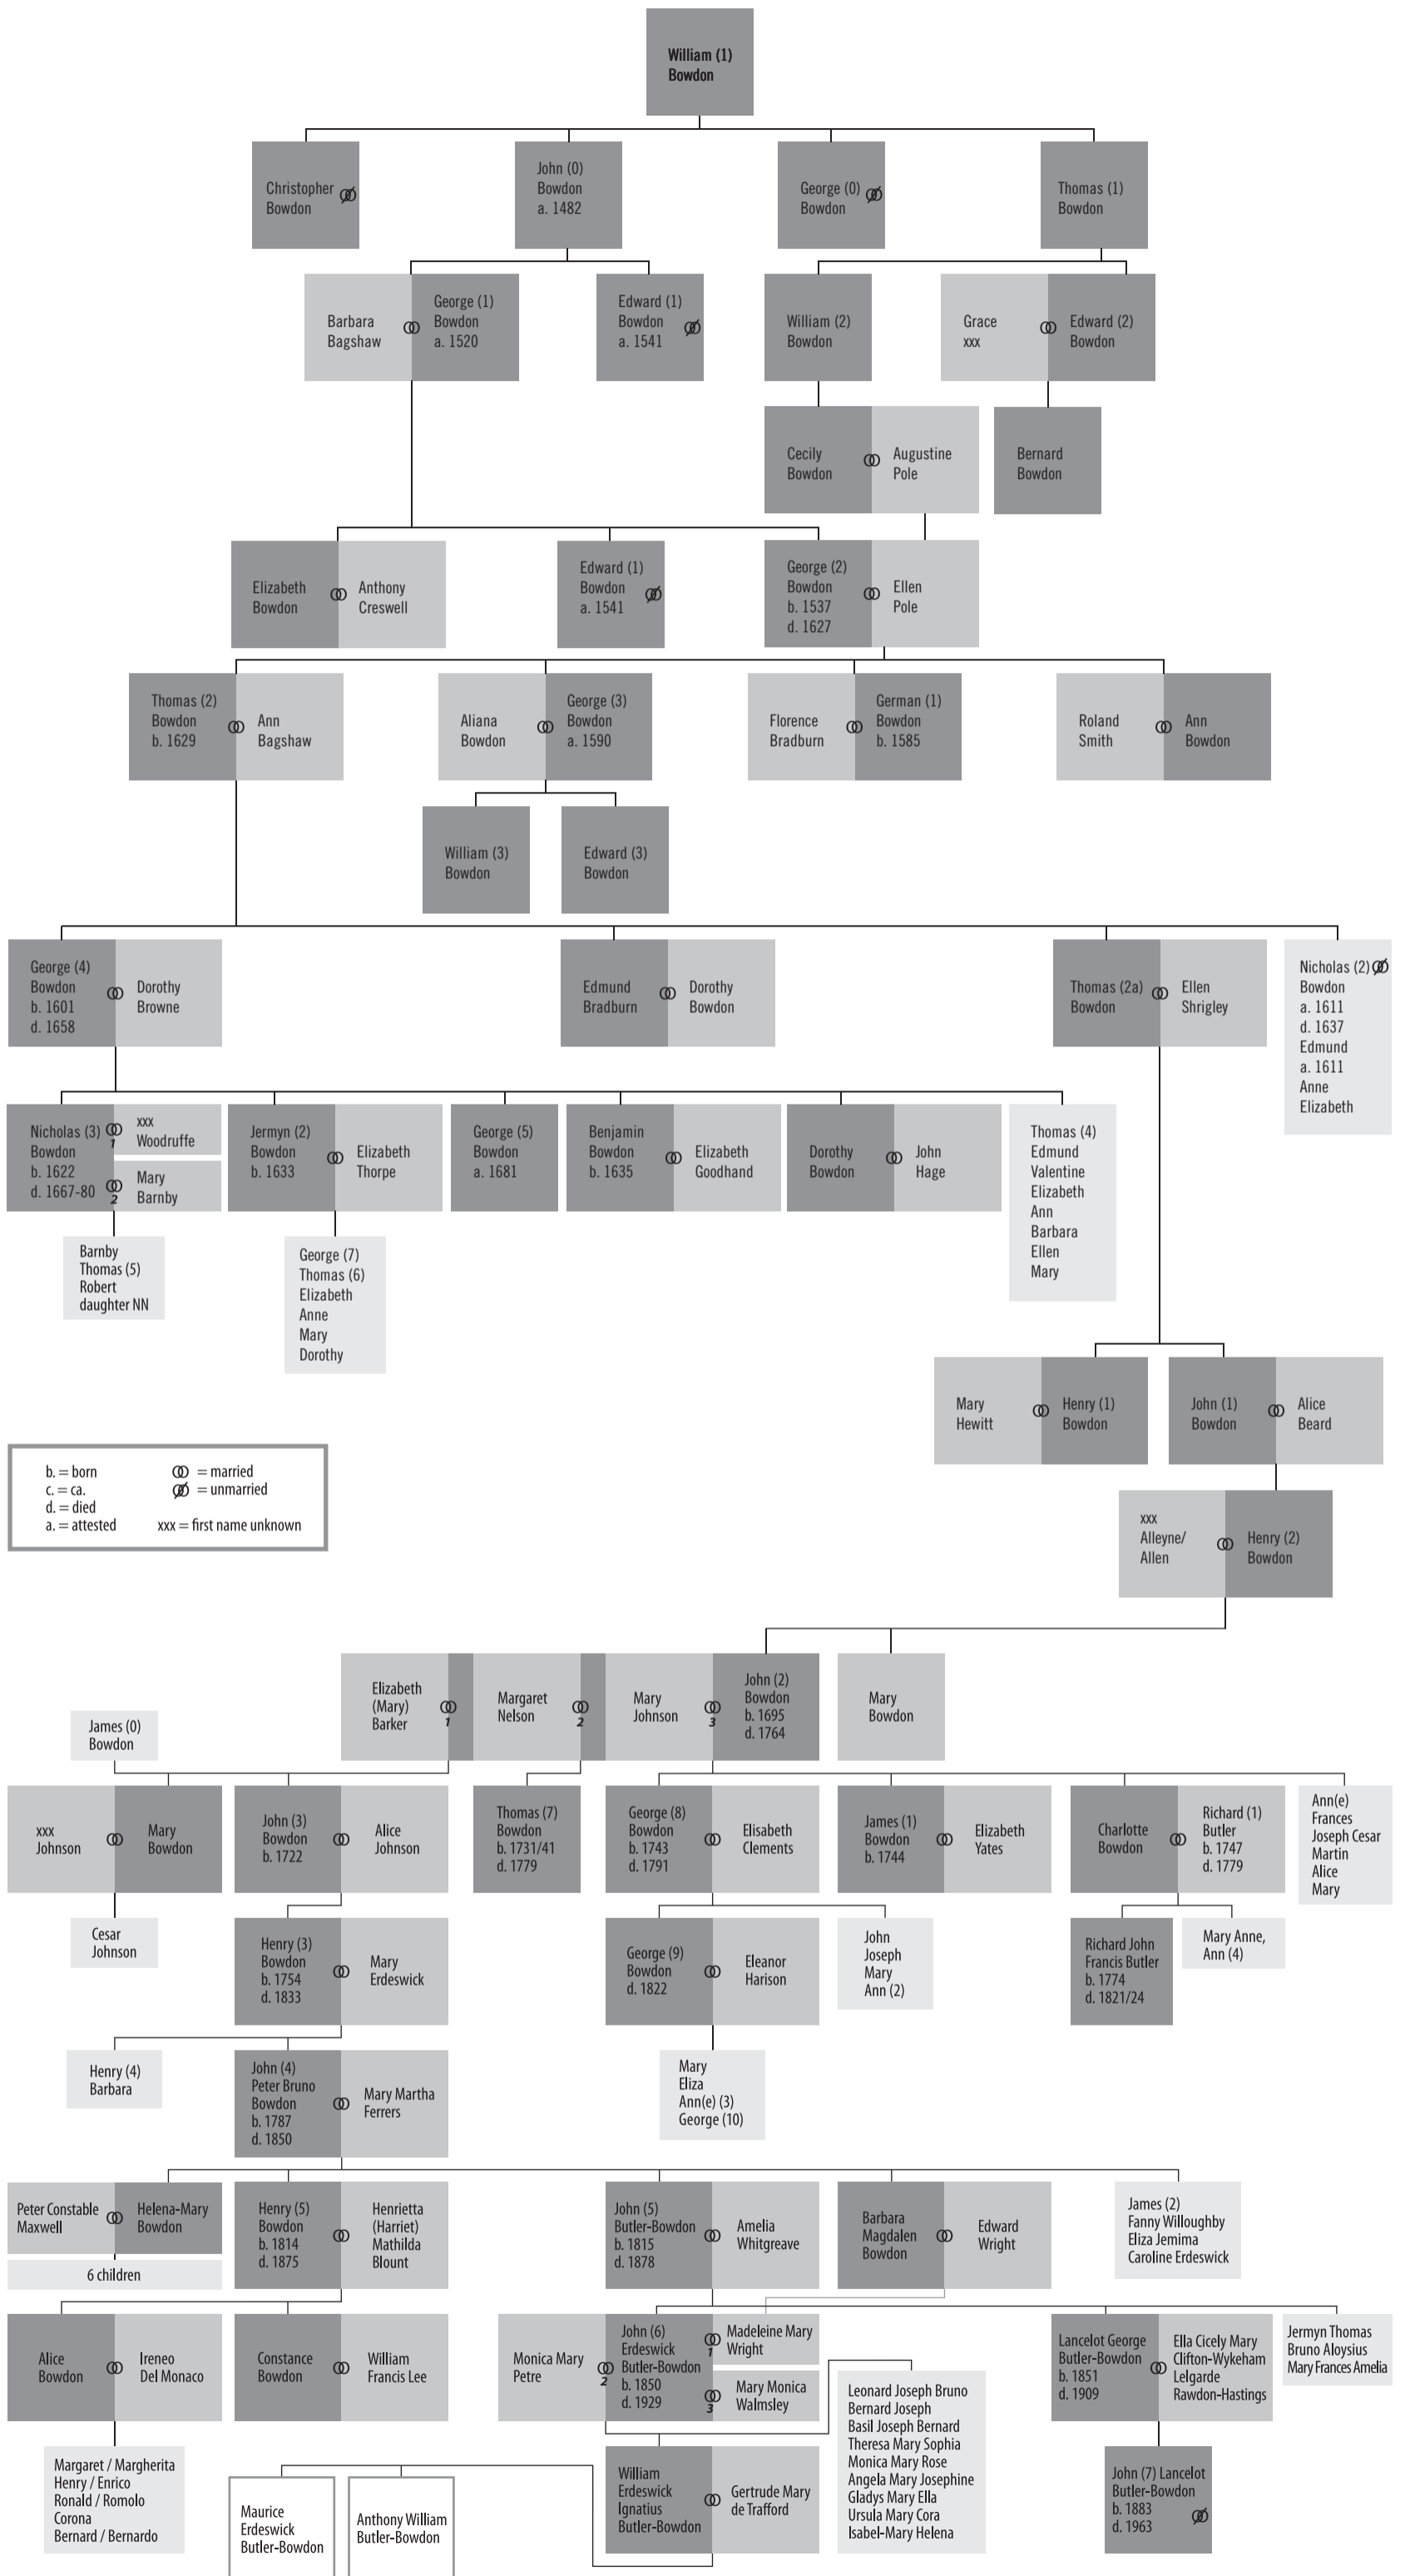 William (1)
Bowdon
Christopher
Bowdon
John (0)
Bowdon
a. 1482
George (0)
Bowdon
Thomas (1)
Bowdon
Barbara
Bagshaw
George (1)
Bowdon
a. 1520
Edward (1)
Bowdon
a. 1541
William (2)
Bowdon
Grace
xxx
Edward (2)
Bowdon
Cecily
Bowdon
Augustine
Pole
Bernard
Bowdon
Elizabeth
Bowdon
Anthony
Creswell
Edward (1)
Bowdon
a. 1541
George (2)
Bowdon
b. 1537
d. 1627
Ellen
Pole
Thomas (2)
Bowdon
b. 1629
Ann
Bagshaw
Aliana
Bowdon
George (3)
Bowdon
a. 1590
Florence
Bradburn
German (1)
Bowdon
b. 1585
Roland
Smith
Ann
Bowdon
William (3)
Bowdon
Edward (3)
Bowdon
George (4)
Bowdon
b. 1601
d. 1658
Dorothy
Browne
Edmund
Bradburn
Dorothy
Bowdon
Thomas (2a)
Bowdon
Ellen
Shrigley
Nicholas (2)
Bowdon
a. 1611
d. 1637
Edmund
a. 1611
Anne
Elizabeth
Nicholas (3)
Bowdon
b. 1622
d. 1667-80
1
xxx
Woodruffe
2
Mary
Barnby
Jermyn (2)
Bowdon
b. 1633
Elizabeth
Thorpe
George (5)
Bowdon
a. 1681
Benjamin
Bowdon
b. 1635
Elizabeth
Goodhand
Dorothy
Bowdon
John
Hage
Thomas (4)
Edmund
Valentine
Elizabeth
Ann
Barbara
Ellen
Mary
Barnby
Thomas (5)
Robert
daughter NN
George (7)
Thomas (6)
Elizabeth
Anne
Mary
Dorothy
Mary
Hewitt
Henry (1)
Bowdon
John (1)
Bowdon
Alice
Beard
b. = born
c. = ca.
d. = died
a. = attested
= married
= unmarried
xxx = first name unknown
xxx
Alleyne/
Allen
Henry (2)
Bowdon
Elizabeth
(Mary)
Barker
1
Margaret
Nelson
2
Mary
Johnson
3
John (2)
Bowdon
b. 1695
d. 1764
Mary
Bowdon
James (0)
Bowdon
xxx
Johnson
Mary
Bowdon
John (3)
Bowdon
b. 1722
Alice
Johnson
Thomas (7)
Bowdon
b. 1731/41
d. 1779
George (8)
Bowdon
b. 1743
d. 1791
Elisabeth
Clements
James (1)
Bowdon
b. 1744
Elizabeth
Yates
Charlotte
Bowdon
Richard (1)
Butler
b. 1747
d. 1779
Ann(e)
Frances
Joseph Cesar
Martin
Alice
Mary
Cesar
Johnson
Henry (3)
Bowdon
b. 1754
d. 1833
Mary
Erdeswick
George (9)
Bowdon
d. 1822
Eleanor
Harison
John
Joseph
Mary
Ann (2)
Richard John
Francis Butler
b. 1774
d. 1821/24
Mary Anne,
Ann (4)
Henry (4)
Barbara
John (4)
Peter Bruno
Bowdon
b. 1787
d. 1850
Mary Martha
Ferrers
Mary
Eliza
Ann(e) (3)
George (10)
Peter Constable
Maxwell
Helena-Mary
Bowdon
6 children
Henry (5)
Bowdon
b. 1814
d. 1875
Henrietta
(Harriet)
Mathilda
Blount
John (5)
Butler-Bowdon
b. 1815
d. 1878
Amelia
Whitgreave
Barbara
Magdalen
Bowdon
Edward
Wright
James (2)
Fanny Willoughby
Eliza Jemima
Caroline Erdeswick
Alice
Bowdon
Ireneo
Del Monaco
Constance
Bowdon
William
Francis Lee
Monica Mary
Petre
2
John (6)
Erdeswick
Butler-Bowdon
b. 1850
d. 1929
1
Madeleine Mary
Wright
3
Mary Monica
Walmsley
Leonard Joseph Bruno
Bernard Joseph
Basil Joseph Bernard
Theresa Mary Sophia
Monica Mary Rose
Angela Mary Josephine
Gladys Mary Ella
Ursula Mary Cora
Isabel-Mary Helena
Lancelot George
Butler-Bowdon
b. 1851
d. 1909
Ella Cicely Mary
Clifton-Wykeham
Lelgarde
Rawdon-Hastings
Jermyn Thomas
Bruno Aloysius
Mary Frances Amelia
Margaret / Margherita
Henry / Enrico
Ronald / Romolo
Corona
Bernard / Bernardo
Maurice
Erdeswick
Butler-Bowdon
Anthony William
Butler-Bowdon
William
Erdeswick
Ignatius
Butler-Bowdon
Gertrude Mary
de Trafford
John (7) Lancelot
Butler-Bowdon
b. 1883
d. 1963